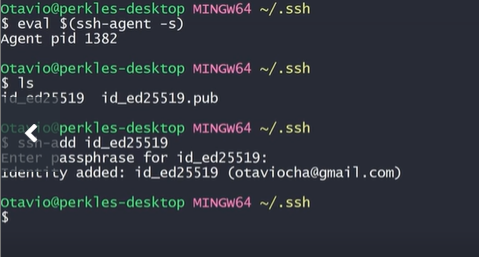 Otavio@perkles-desktop MINGW64 ~/.ssh
$ eval $(ssh-agent -s)
Agent pid 1382
Otavio@perkles-desktop MINGW64 ~/.ssh
$ ls
id_ed25519  id_ed25519.pub
Otavio@perkles-desktop MINGW64 ~/.ssh
$ ssh-add id_ed25519
Enter passphrase for id_ed25519:
Identity added: id_ed25519 (otaviocha@gmail.com)
Otavio@perkles-desktop MINGW64 ~/.ssh
$